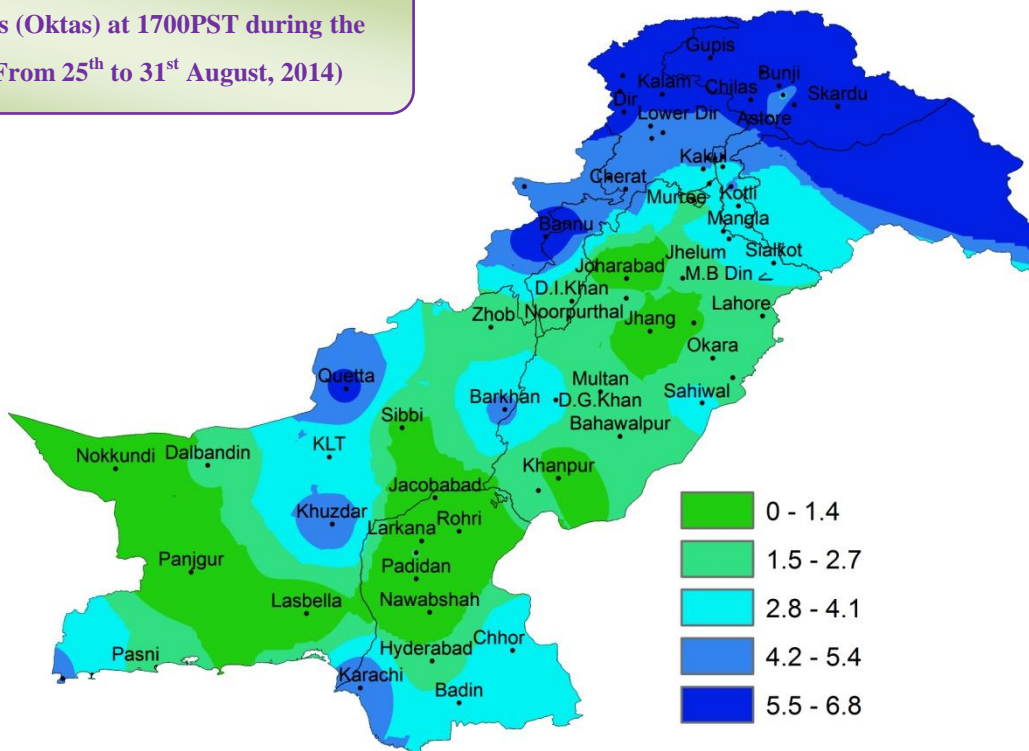 s (Oktas) at 1700PST during the
From 25th to 31st August, 2014)
Gupis
Bunji
Kalam
Chilas
Skardu
Dir
Lower Dir
Astore
Kakul
Cherat
Murree
Kotli
Mangla
Bannu
Jhelum
Sialkot
Joharabad
M.B Din
D.I.Khan
Lahore
Zhob
Noorpurthal
Jhang
Okara
Quetta
Multan
Barkhan
D.G.Khan
Sahiwal
Sibbi
Bahawalpur
KLT
Nokkundi
Dalbandin
Khanpur
Jacobabad
Khuzdar
Larkana
Rohri
Panjgur
Padidan
Lasbella
Nawabshah
Chhor
Pasni
Hyderabad
Karachi
Badin
0 - 1.4
1.5 - 2.7
2.8 - 4.1
4.2 - 5.4
5.5 - 6.8